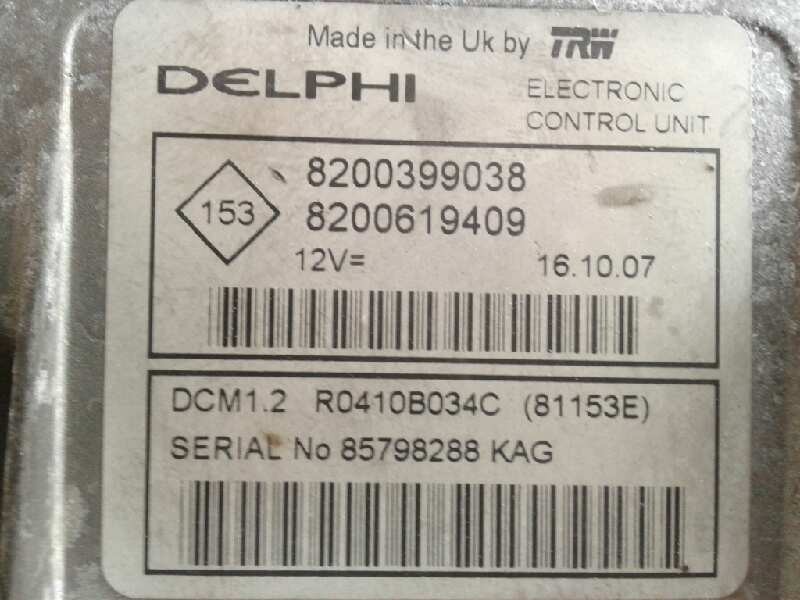 Made in the Uk by TRW
DELPHI
ELECTRONIC
CONTROL UNIT
153
8200399038
8200619409
12V=
16.10.07
DCM1.2 R0410B034C (81153E)
SERIAL No 85798288 KAG